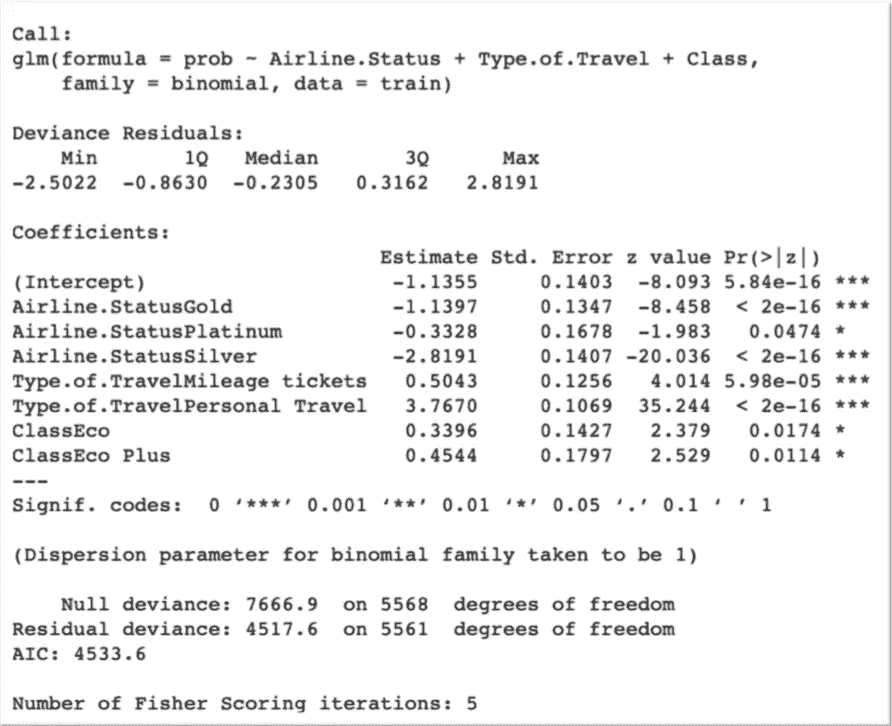 Call:
glm(formula = prob ~ Airline.Status + Type.of.Travel + Class,
    family = binomial, data = train)

Deviance Residuals:
    Min       1Q   Median       3Q      Max
-2.5022  -0.8630  -0.2305   0.3162   2.8191

Coefficients:
                              Estimate Std. Error z value Pr(>|z|)
(Intercept)                    -1.1355     0.1403  -8.093 5.84e-16 ***
Airline.StatusGold             -1.1397     0.1347  -8.458  < 2e-16 ***
Airline.StatusPlatinum         -0.3328     0.1678  -1.983   0.0474 *
Airline.StatusSilver           -2.8191     0.1407 -20.036  < 2e-16 ***
Type.of.TravelMileage tickets   0.5043     0.1256   4.014 5.98e-05 ***
Type.of.TravelPersonal Travel   3.7670     0.1069  35.244  < 2e-16 ***
ClassEco                        0.3396     0.1427   2.379   0.0174 *
ClassEco Plus                   0.4544     0.1797   2.529   0.0114 *
---
Signif. codes:  0 ‘***’ 0.001 ‘**’ 0.01 ‘*’ 0.05 ‘.’ 0.1 ‘ ’ 1

(Dispersion parameter for binomial family taken to be 1)

    Null deviance: 7666.9  on 5568  degrees of freedom
Residual deviance: 4517.6  on 5561  degrees of freedom
AIC: 4533.6

Number of Fisher Scoring iterations: 5